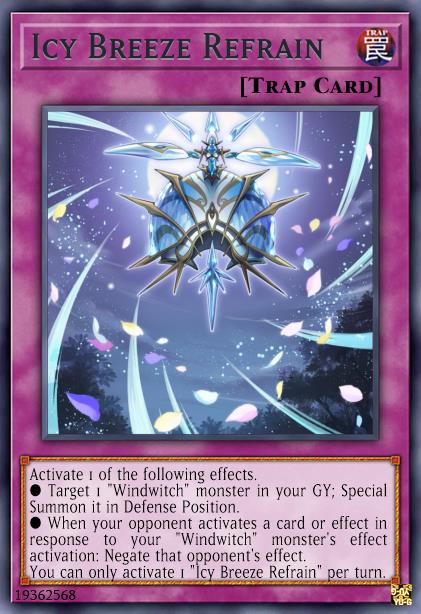 Icy Breeze Refrain
TRAP
罠
[Trap Card]
Activate 1 of the following effects.
● Target 1 "Windwitch" monster in your GY; Special
Summon it in Defense Position.
● When your opponent activates a card or effect in
response to your "Windwitch" monster's effect
activation: Negate that opponent's effect.
You can only activate 1 "Icy Breeze Refrain" per turn.
19362568